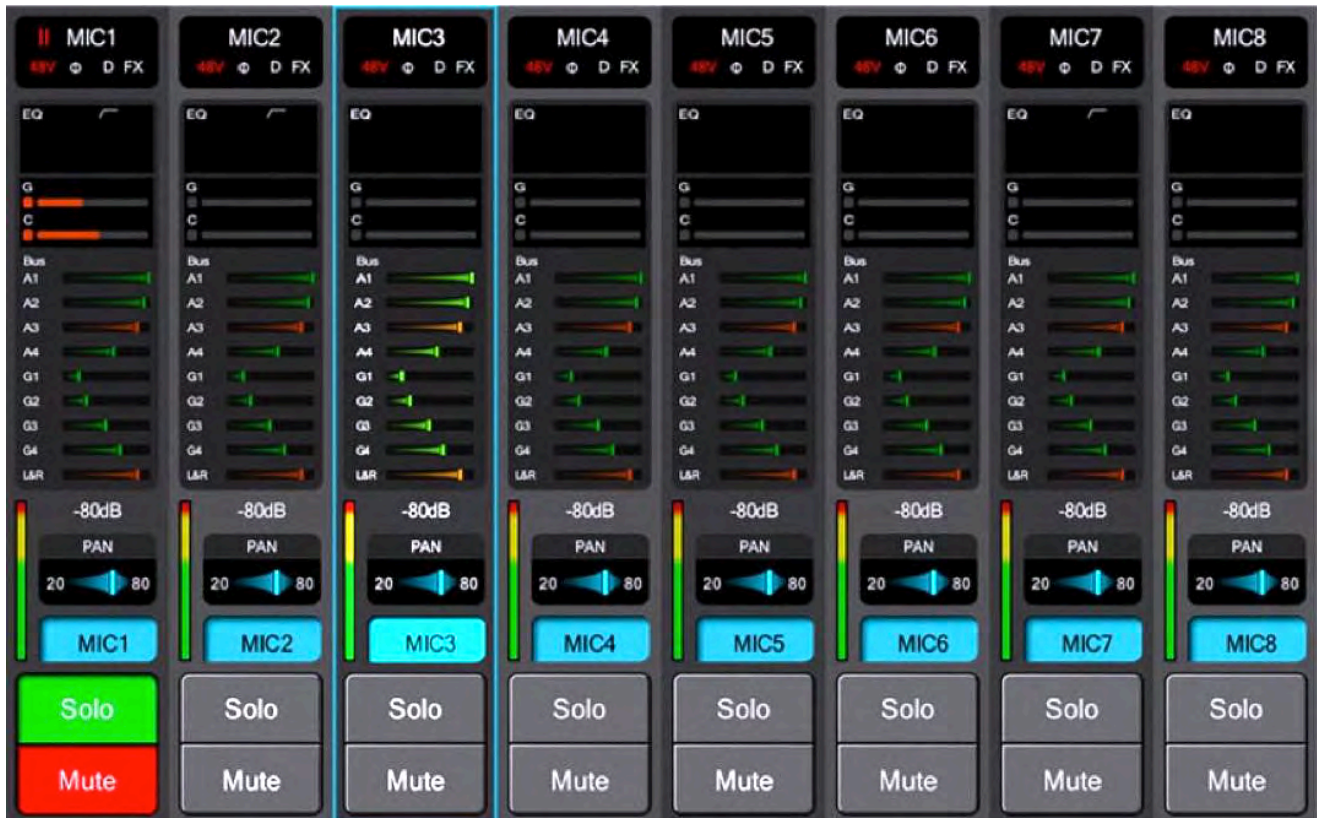 MIC1 MIC2 MIC3 MIC4 MIC5 MIC6 MIC7 MIC8
48V Φ D FX 48V Φ D FX 48V Φ D FX 48V Φ D FX 48V Φ D FX 48V Φ D FX 48V Φ D FX 48V Φ D FX
EQ EQ EQ EQ EQ EQ EQ EQ
G G G G G G G G
C C C C C C C C
Bus Bus Bus Bus Bus Bus Bus Bus
A1 A1 A1 A1 A1 A1 A1 A1
A2 A2 A2 A2 A2 A2 A2 A2
A3 A3 A3 A3 A3 A3 A3 A3
A4 A4 A4 A4 A4 A4 A4 A4
G1 G1 G1 G1 G1 G1 G1 G1
G2 G2 G2 G2 G2 G2 G2 G2
G3 G3 G3 G3 G3 G3 G3 G3
G4 G4 G4 G4 G4 G4 G4 G4
L&R L&R L&R L&R L&R L&R L&R L&R
-80dB -80dB -80dB -80dB -80dB -80dB -80dB -80dB
PAN PAN PAN PAN PAN PAN PAN PAN
20 80 20 80 20 80 20 80 20 80 20 80 20 80 20 80
MIC1 MIC2 MIC3 MIC4 MIC5 MIC6 MIC7 MIC8
Solo Solo Solo Solo Solo Solo Solo Solo
Mute Mute Mute Mute Mute Mute Mute Mute